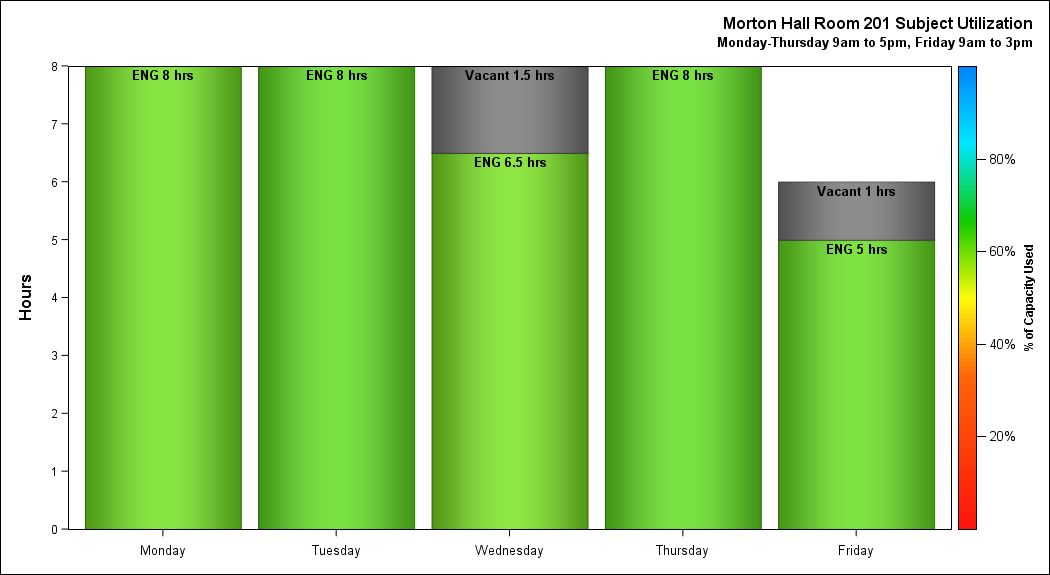 Morton Hall Room 201 Subject Utilization
Monday-Thursday 9am to 5pm, Friday 9am to 3pm
8
7
6
5
4
3
2
1
0
Hours
ENG 8 hrs
ENG 8 hrs
Vacant 1.5 hrs
ENG 6.5 hrs
ENG 8 hrs
Vacant 1 hrs
ENG 5 hrs
Monday
Tuesday
Wednesday
Thursday
Friday
80%
60%
40%
20%
% of Capacity Used